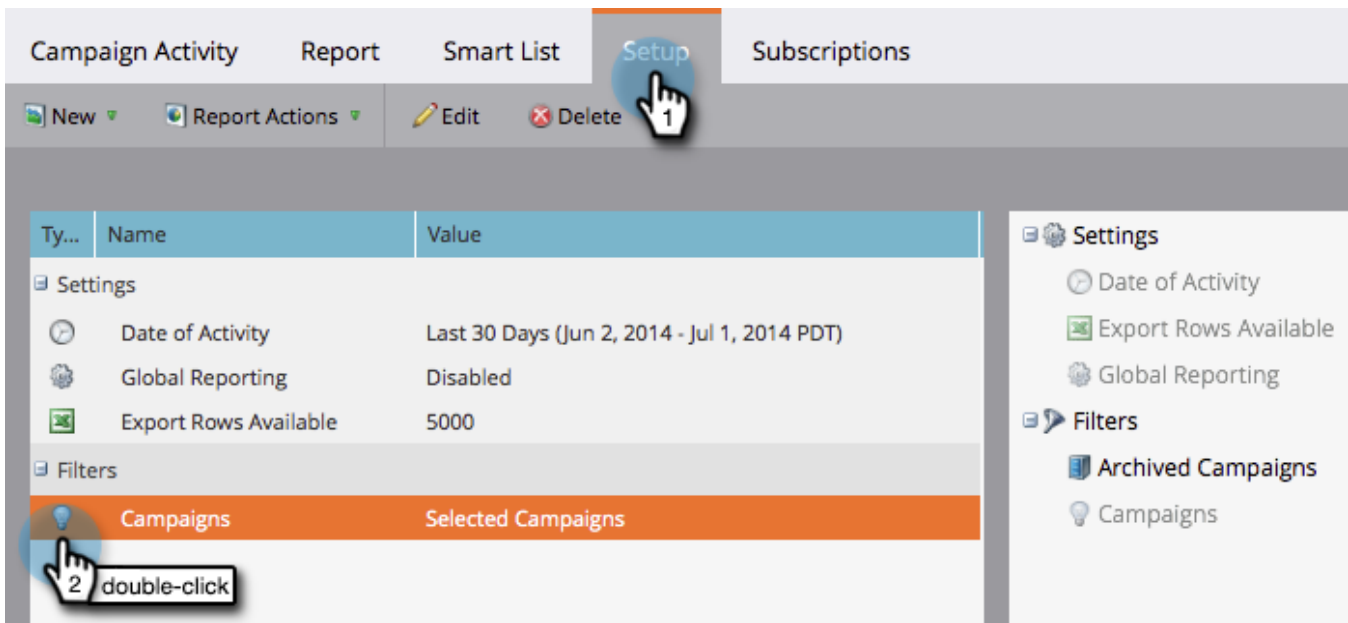 Campaign Activity Report Smart List Setup Subscriptions
New Report Actions Edit Delete
1
Ty... Name Value
Settings
Date of Activity Last 30 Days (Jun 2, 2014 - Jul 1, 2014 PDT)
Global Reporting Disabled
Export Rows Available 5000
Filters
Campaigns Selected Campaigns
2 double-click
Settings
Date of Activity
Export Rows Available
Global Reporting
Filters
Archived Campaigns
Campaigns